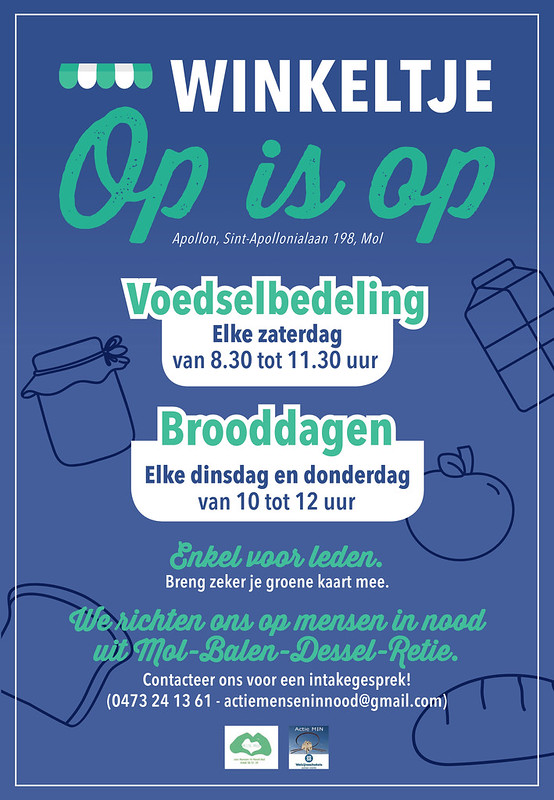 WINKELTJE
Op is op
Apollon, Sint-Apollonialaan 198, Mol
Voedselbedeling
Elke zaterdag
van 8.30 tot 11.30 uur
Brooddagen
Elke dinsdag en donderdag
van 10 tot 12 uur
Enkel voor leden.
Breng zeker je groene kaart mee.
We richten ons op mensen in nood
uit Mol-Balen-Dessel-Retie.
Contacteer ons voor een intakegesprek!
(0473 24 13 61 - actiemenseninnood@gmail.com)
Actie MIN